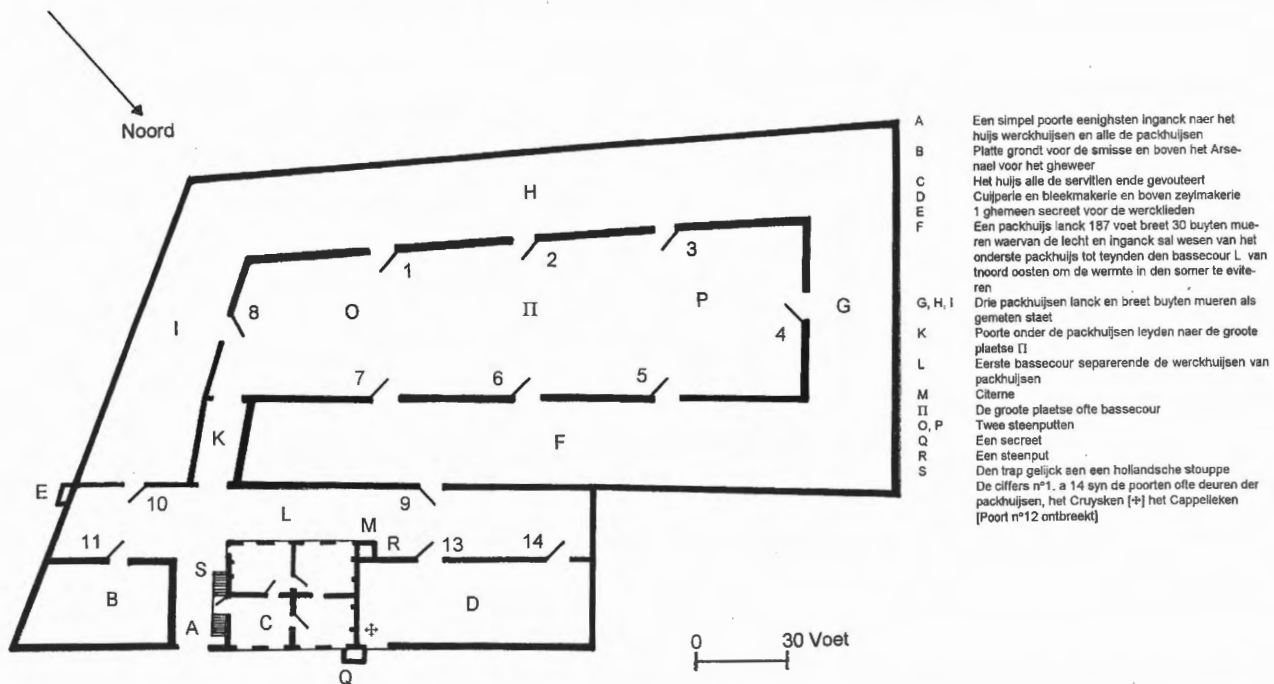 Noord
H
1
2
3
8
O
Π
P
I
4
G
7
6
5
K
F
E
10
9
L
M
11
R
13
14
S
B
C
D
A
☩
Q
0
30 Voet
A Een simpel poorte eenighsten inganck naer het
huijs werckhuijsen en alle de packhuijsen
B Platte grondt voor de smisse en boven het Arse-
nael voor het gheweer
C Het huijs alle de servitien ende gevouteert
D Cuijperie en bleekmakerie en boven zeylmakerie
E 1 ghemeen secreet voor de wercklieden
F Een packhuijs lanck 187 voet breet 30 buyten mue-
ren waervan de lecht en inganck sal wesen van het
onderste packhuijs tot teynden den bassecour L van
tnoord oosten om de wermte in den somer te evite-
ren
G, H, I Drie packhuijsen lanck en breet buyten mueren als
gemeten staet
K Poorte onder de packhuijsen leyden naer de groote
plaetse Π
L Eerste bassecour separerende de werckhuijsen van
packhuijsen
M Citerne
Π De groote plaetse ofte bassecour
O, P Twee steenputten
Q Een secreet
R Een steenput
S Den trap gelijck aen een hollandsche stouppe
De ciffers nº1. a 14 syn de poorten ofte deuren der
packhuijsen, het Cruysken [☩] het Cappelleken
[Poort nº12 ontbreekt]